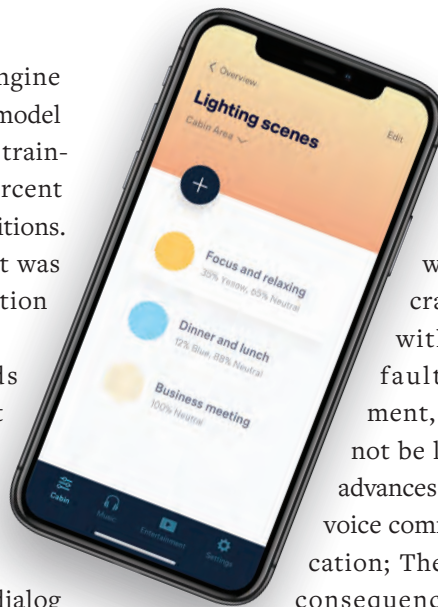 ngine
model
train-
ercent
itions.
t was
tion
ds
t
dialog
< Overview
Edit
Lighting scenes
Cabin Area
+
Focus and relaxing
35% Yellow, 65% Neutral
Dinner and lunch
12% Blue, 88% Neutral
Business meeting
100% Neutral
Cabin
Music
Entertainment
Settings
w
cra
with
fault
ment,
not be l
advances
voice comm
cation; The
consequenc